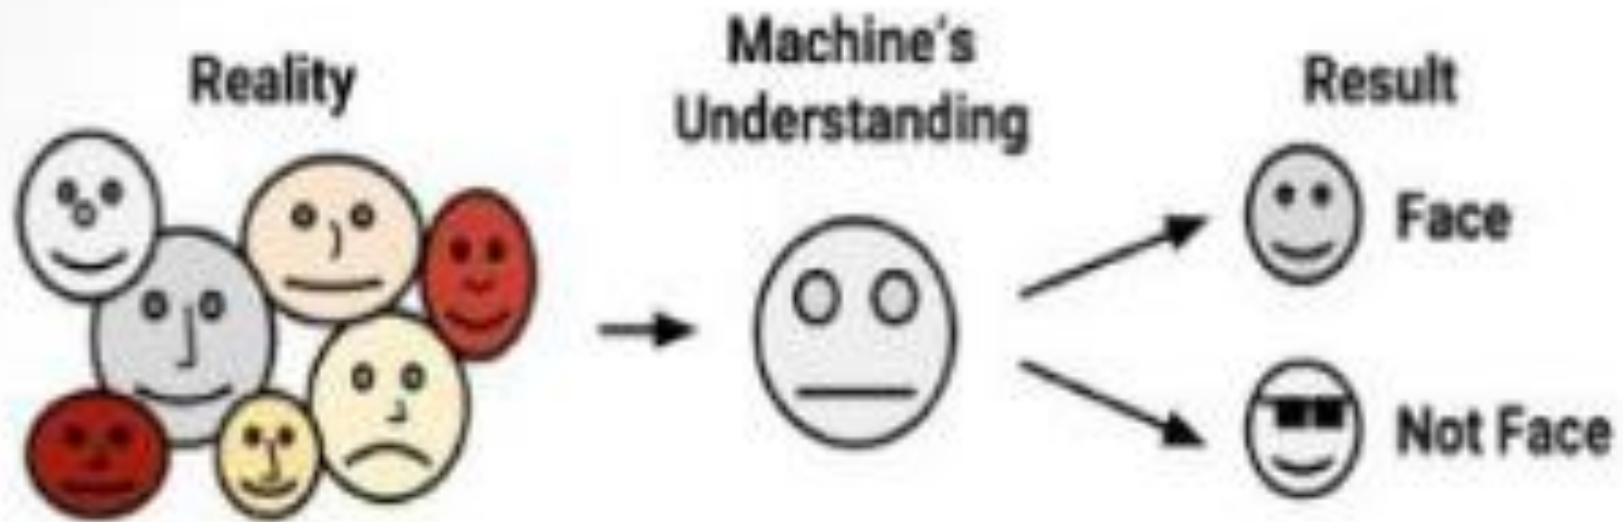 Reality
Machine's
Understanding
Result
Face
Not Face